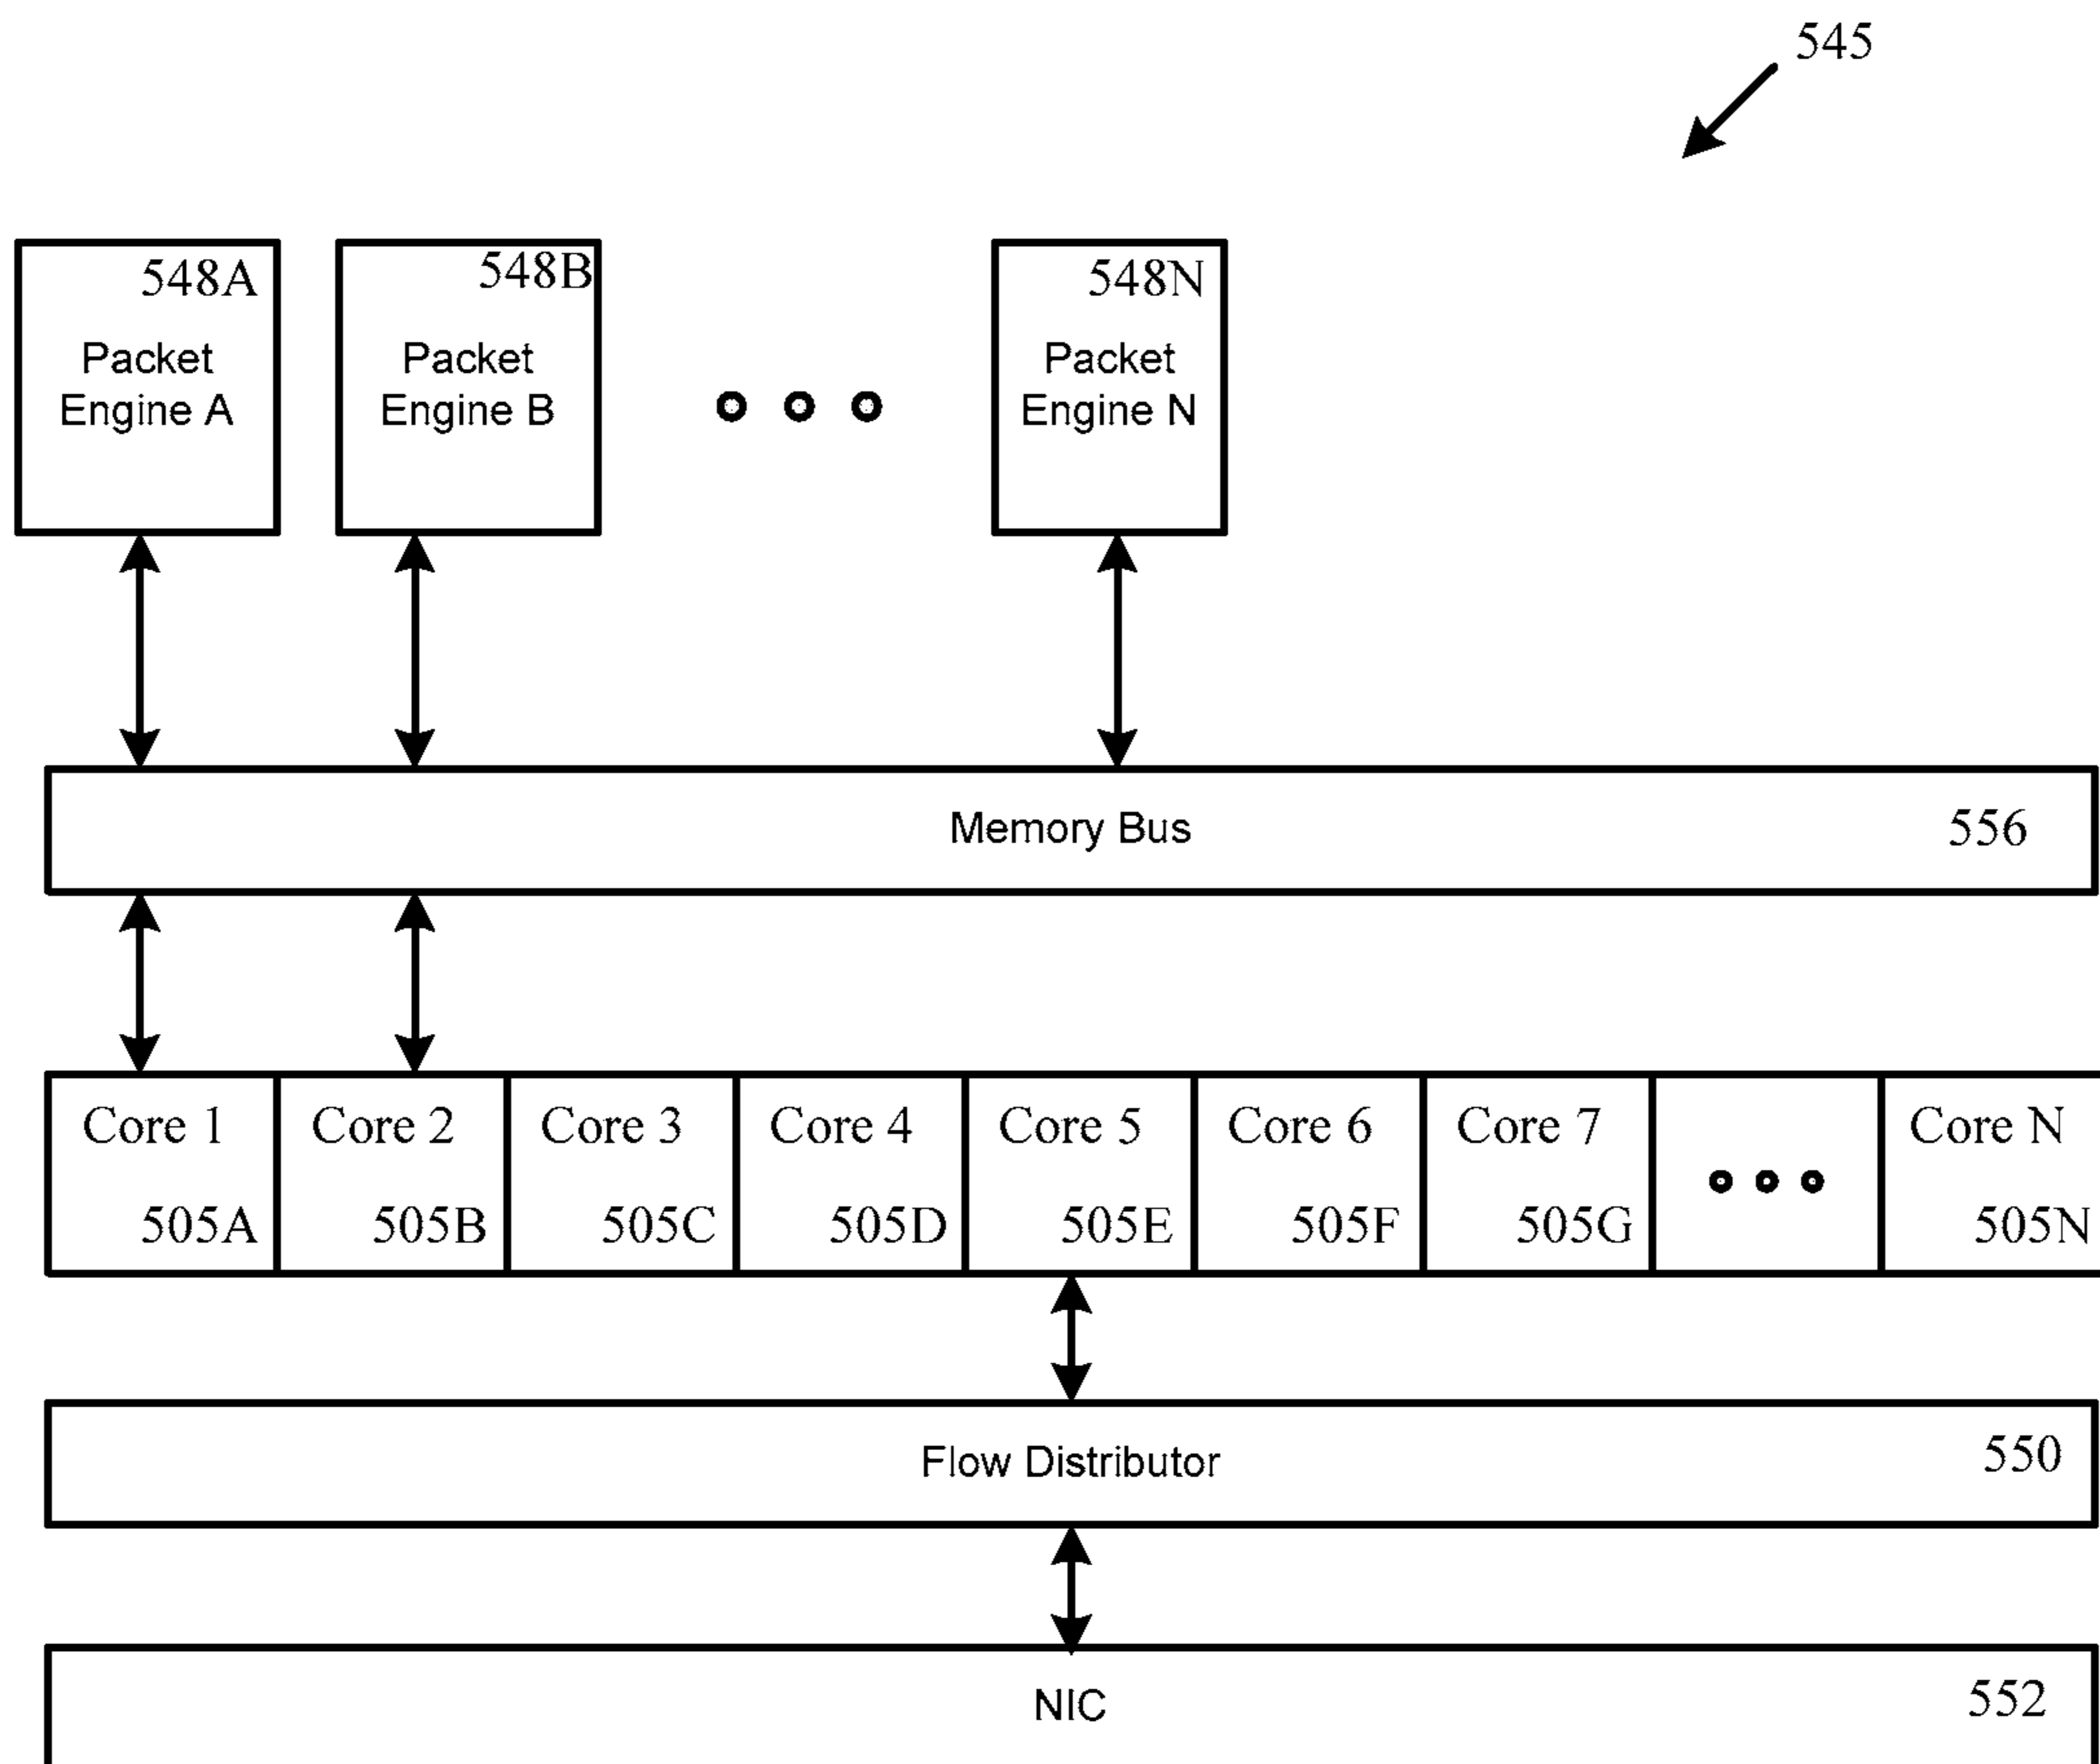 545
548A
Packet
Engine A
548B
Packet
Engine B
548N
Packet
Engine N
Memory Bus 556
Core 1 Core 2 Core 3 Core 4 Core 5 Core 6 Core 7 Core N
505A 505B 505C 505D 505E 505F 505G 505N
Flow Distributor 550
NIC 552